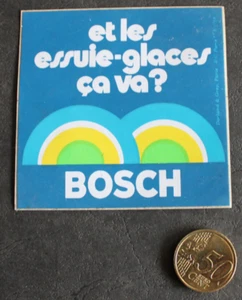 et les
essuie-glaces
ça va?
BOSCH
50